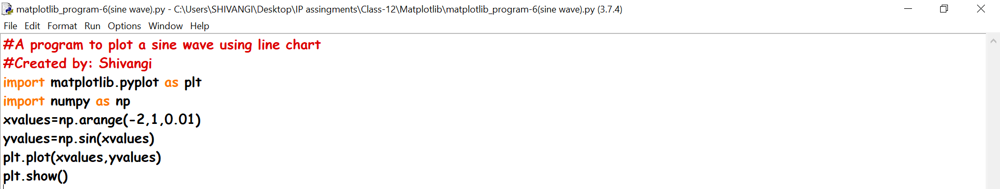 matplotlib_program-6(sine wave).py - C:\Users\SHIVANGI\Desktop\IP assingments\Class-12\Matplotlib\matplotlib_program-6(sine wave).py (3.7.4)
File Edit Format Run Options Window Help
#A program to plot a sine wave using line chart
#Created by: Shivangi
import matplotlib.pyplot as plt
import numpy as np
xvalues=np.arange(-2,1,0.01)
yvalues=np.sin(xvalues)
plt.plot(xvalues,yvalues)
plt.show()